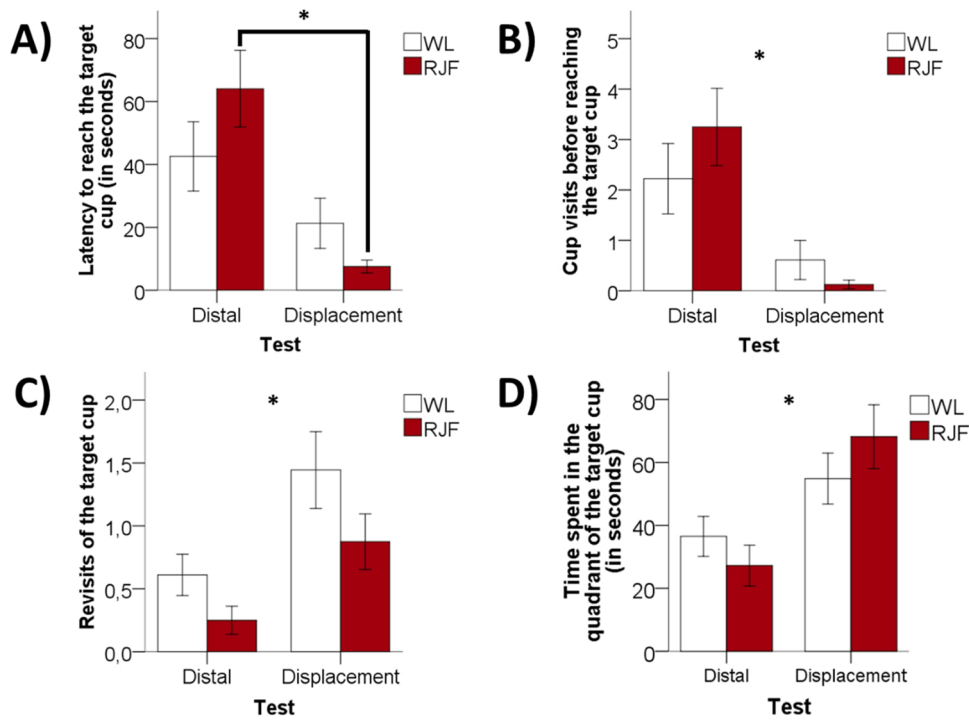 A)
*
WL
RJF
Latency to reach the target
cup (in seconds)
80
60
40
20
0
Distal
Displacement
Test
B)
*
WL
RJF
Cup visits before reaching
the target cup
5
4
3
2
1
0
Distal
Displacement
Test
C)
*
WL
RJF
Revisits of the target cup
2,0
1,5
1,0
0,5
0,0
Distal
Displacement
Test
D)
*
WL
RJF
Time spent in the
quadrant of the target cup
(in seconds)
80
60
40
20
0
Distal
Displacement
Test